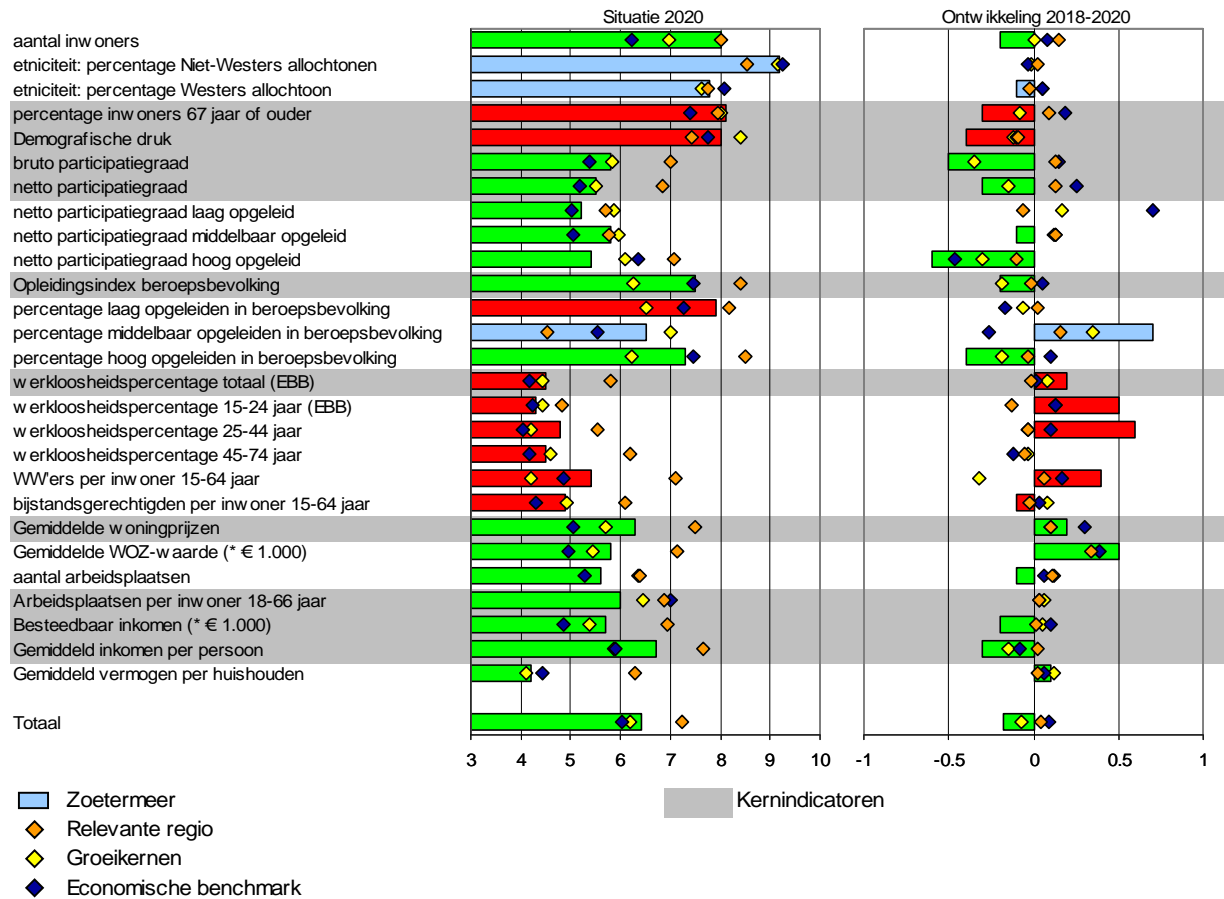 Situatie 2020
Ontwikkeling 2018-2020
aantal inwoners
etniciteit: percentage Niet-Westers allochtonen
etniciteit: percentage Westers allochtoon
percentage inwoners 67 jaar of ouder
Demografische druk
bruto participatiegraad
netto participatiegraad
netto participatiegraad laag opgeleid
netto participatiegraad middelbaar opgeleid
netto participatiegraad hoog opgeleid
Opleidingsindex beroepsbevolking
percentage laag opgeleiden in beroepsbevolking
percentage middelbaar opgeleiden in beroepsbevolking
percentage hoog opgeleiden in beroepsbevolking
werkloosheidspercentage totaal (EBB)
werkloosheidspercentage 15-24 jaar (EBB)
werkloosheidspercentage 25-44 jaar
werkloosheidspercentage 45-74 jaar
WW'ers per inwoner 15-64 jaar
bijstandsgerechtigden per inwoner 15-64 jaar
Gemiddelde woningprijzen
Gemiddelde WOZ-waarde (* € 1.000)
aantal arbeidsplaatsen
Arbeidsplaatsen per inwoner 18-66 jaar
Besteedbaar inkomen (* € 1.000)
Gemiddeld inkomen per persoon
Gemiddeld vermogen per huishouden
Totaal
3 4 5 6 7 8 9 10
-1 -0.5 0 0.5 1
Zoetermeer
Relevante regio
Groeikernen
Economische benchmark
Kernindicatoren